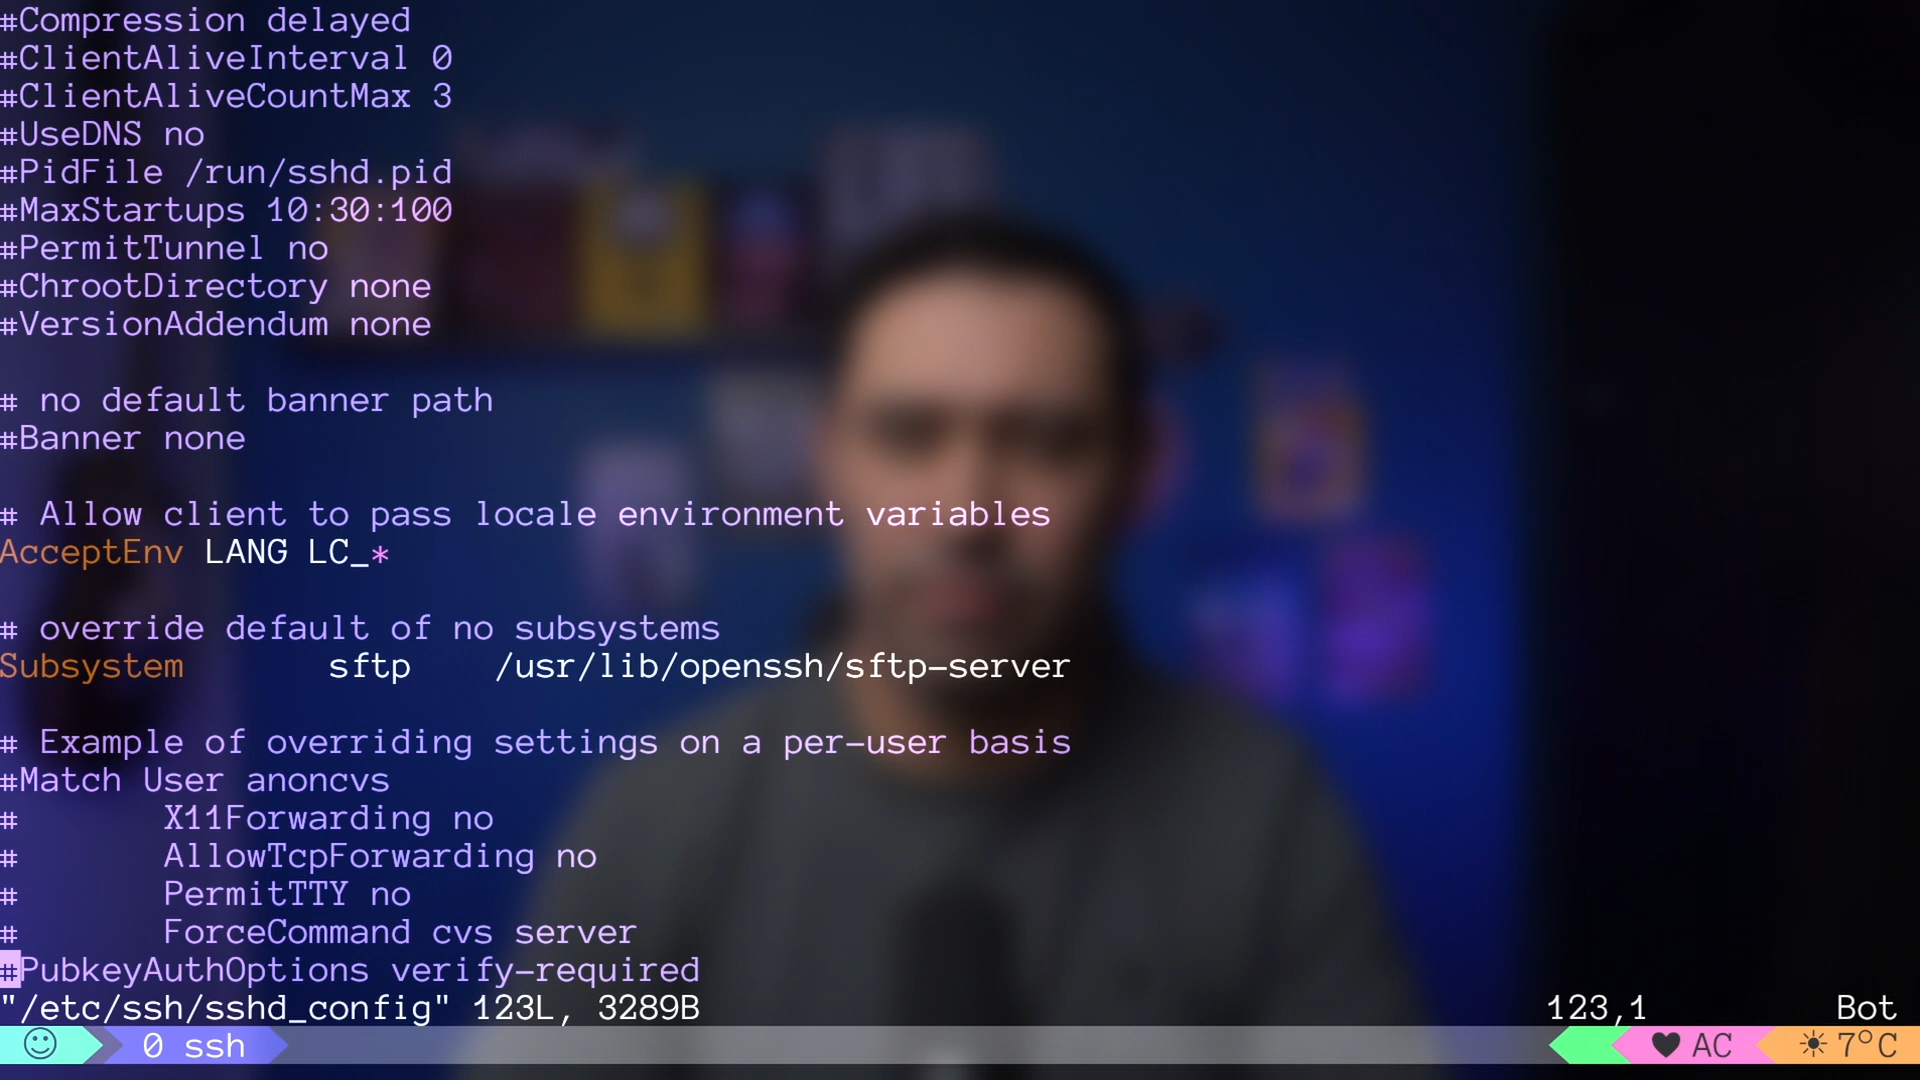 #Compression delayed
#ClientAliveInterval 0
#ClientAliveCountMax 3
#UseDNS no
#PidFile /run/sshd.pid
#MaxStartups 10:30:100
#PermitTunnel no
#ChrootDirectory none
#VersionAddendum none
# no default banner path
#Banner none
# Allow client to pass locale environment variables
AcceptEnv LANG LC_*
# override default of no subsystems
Subsystem sftp /usr/lib/openssh/sftp-server
# Example of overriding settings on a per-user basis
#Match User anoncvs
# X11Forwarding no
# AllowTcpForwarding no
# PermitTTY no
# ForceCommand cvs server
#PubkeyAuthOptions verify-required
"/etc/ssh/sshd_config" 123L, 3289B 123,1 Bot
0 ssh ♥ AC ☀ 7°C